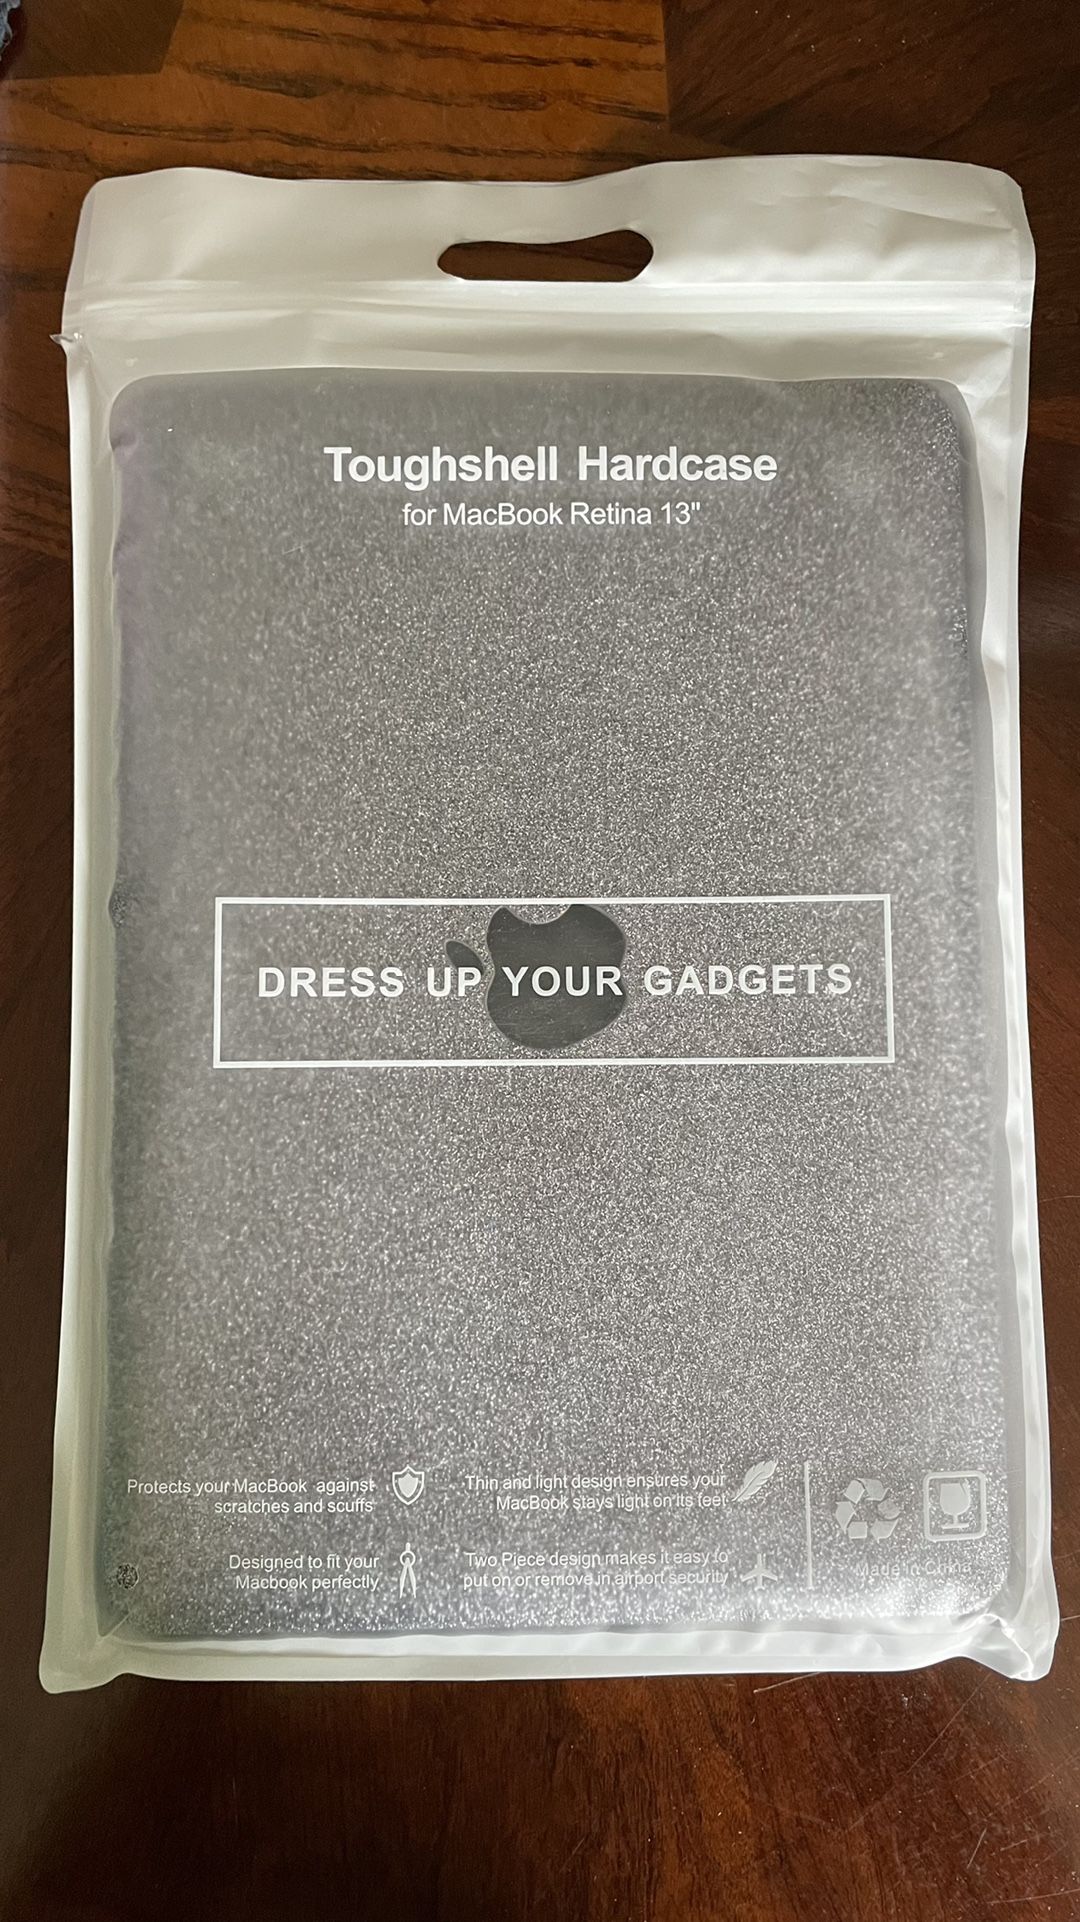 Toughshell Hardcase
for MacBook Retina 13"
DRESS UP YOUR GADGETS
Protects your MacBook against
scratches and scuffs
Thin and light design ensures your
MacBook stays light on its feet
Designed to fit your
Macbook perfectly
Two Piece design makes it easy to
put on or remove in airport security
Made in China